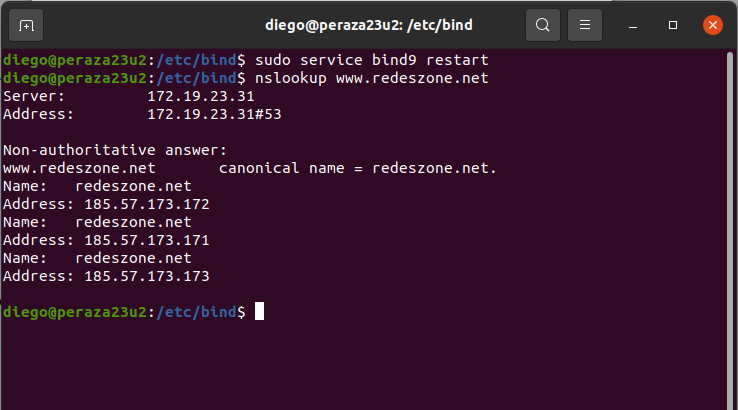 diego@peraza23u2: /etc/bind
diego@peraza23u2:/etc/bind$ sudo service bind9 restart
diego@peraza23u2:/etc/bind$ nslookup www.redeszone.net
Server:         172.19.23.31
Address:        172.19.23.31#53
Non-authoritative answer:
www.redeszone.net       canonical name = redeszone.net.
Name:   redeszone.net
Address: 185.57.173.172
Name:   redeszone.net
Address: 185.57.173.171
Name:   redeszone.net
Address: 185.57.173.173
diego@peraza23u2:/etc/bind$